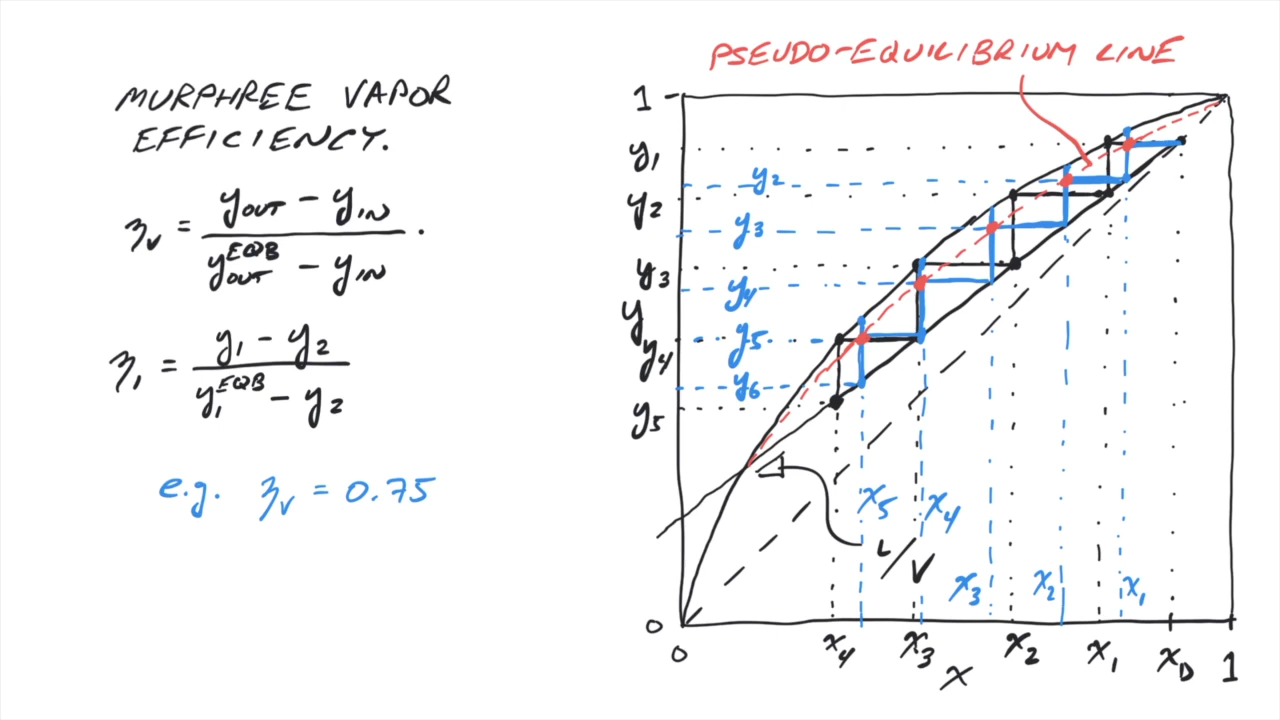 PSEUDO-EQUILIBRIUM LINE
MURPHREE VAPOR
EFFICIENCY.
ηv = (yOUT - yIN) / (yOUT^EQB - yIN).
η1 = (y1 - y2) / (y1^EQB - y2)
e.g. ηv = 0.75
1
y1
y2
y2
y3
y3
y4
y
y5
y4
y6
y5
x5
x4
L/V
x3
x2
x1
0
0
x4
x3
x
x2
x1
xD
1